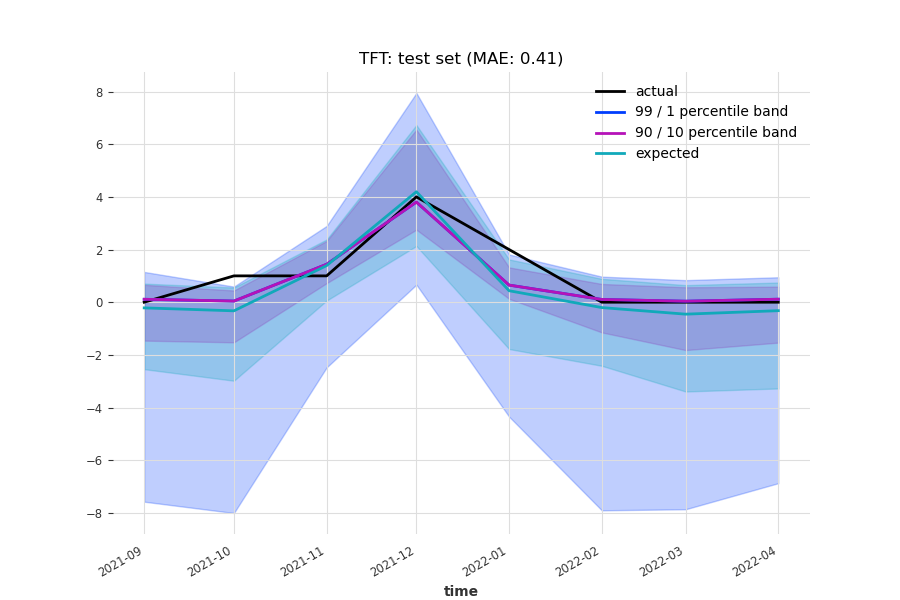 TFT: test set (MAE: 0.41)
actual
99 / 1 percentile band
90 / 10 percentile band
expected
8
6
4
2
0
−2
−4
−6
−8
2021-09
2021-10
2021-11
2021-12
2022-01
2022-02
2022-03
2022-04
time